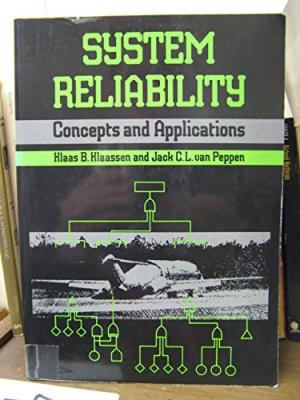 SYSTEM
RELIABILITY
Concepts and Applications
Klaas B. Klaassen and Jack C.L. van Peppen